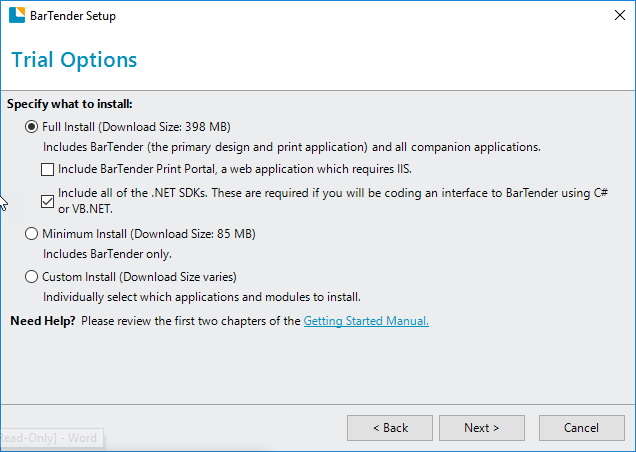 BarTender Setup
Trial Options
Specify what to install:
Full Install (Download Size: 398 MB)
Includes BarTender (the primary design and print application) and all companion applications.
Include BarTender Print Portal, a web application which requires IIS.
Include all of the .NET SDKs. These are required if you will be coding an interface to BarTender using C#
or VB.NET.
Minimum Install (Download Size: 85 MB)
Includes BarTender only.
Custom Install (Download Size varies)
Individually select which applications and modules to install.
Need Help? Please review the first two chapters of the Getting Started Manual.
Read-Only] - Word
< Back Next > Cancel